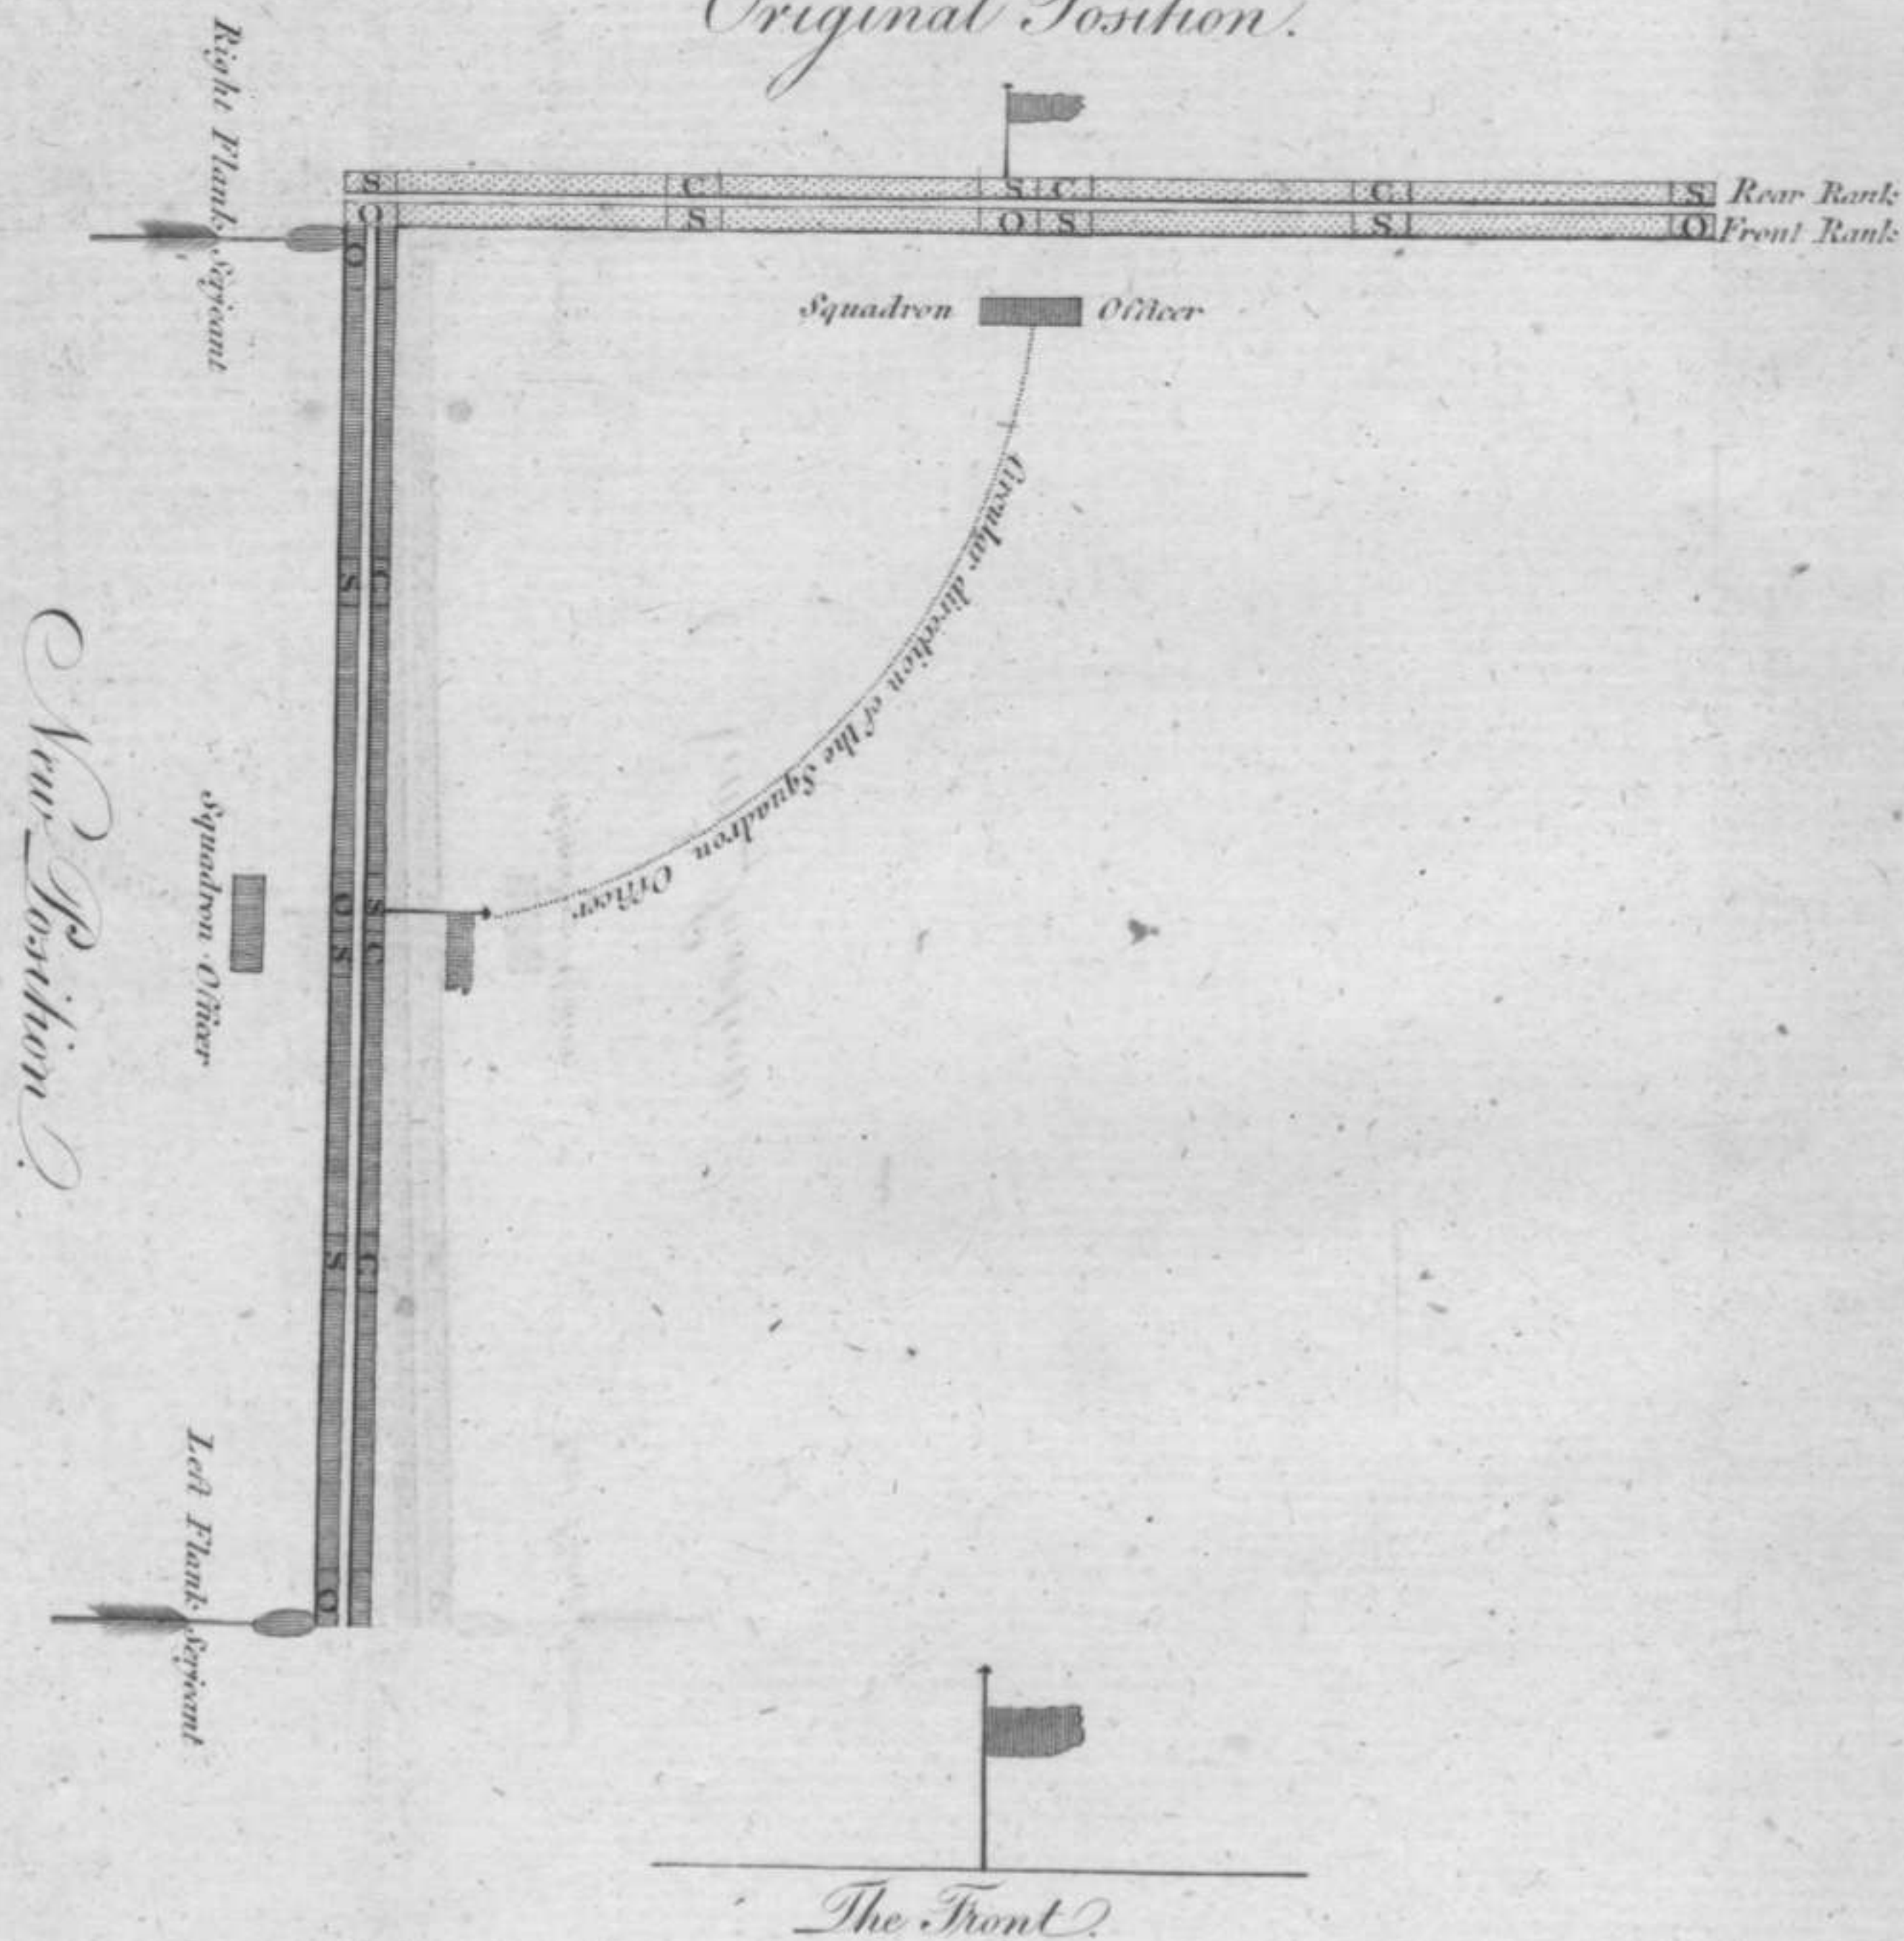 Original Position.
S C S C C S Rear Rank
O S O S S O Front Rank
Right Flank Serjeant
Squadron Officer
Circular direction of the Squadron Officer
O
S C
O S
S C
S C
O
New Position.
Squadron Officer
Left Flank Serjeant
The Front.